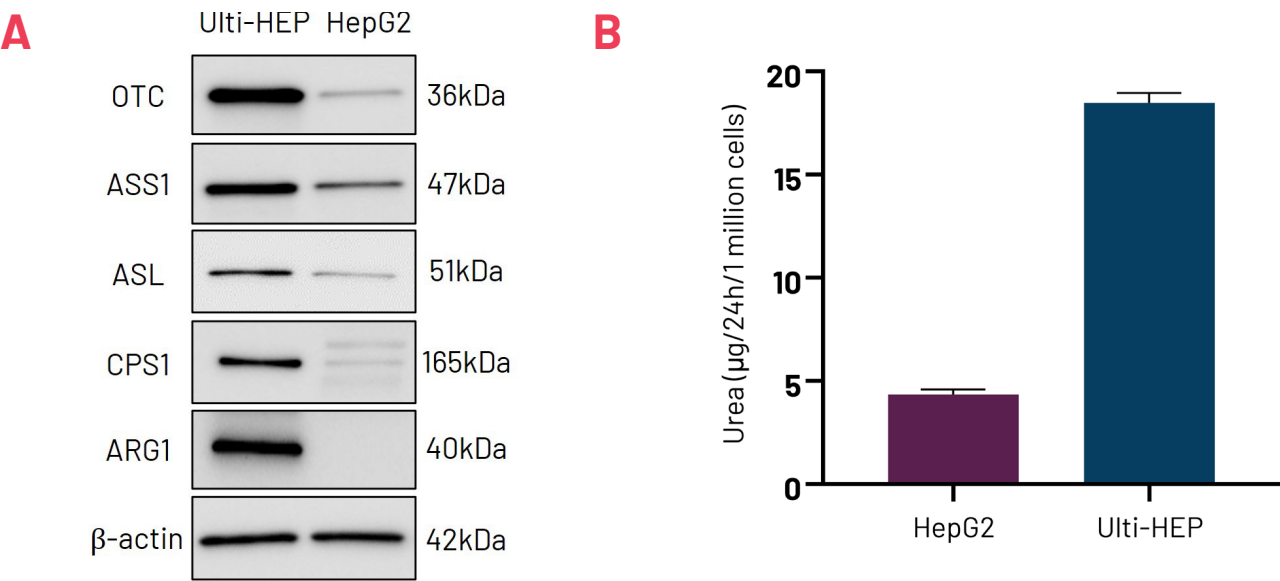 A
Ulti-HEP HepG2
OTC 36kDa
ASS1 47kDa
ASL 51kDa
CPS1 165kDa
ARG1 40kDa
β-actin 42kDa
B
Urea (µg/24h/1 million cells)
20
15
10
5
0
HepG2 Ulti-HEP